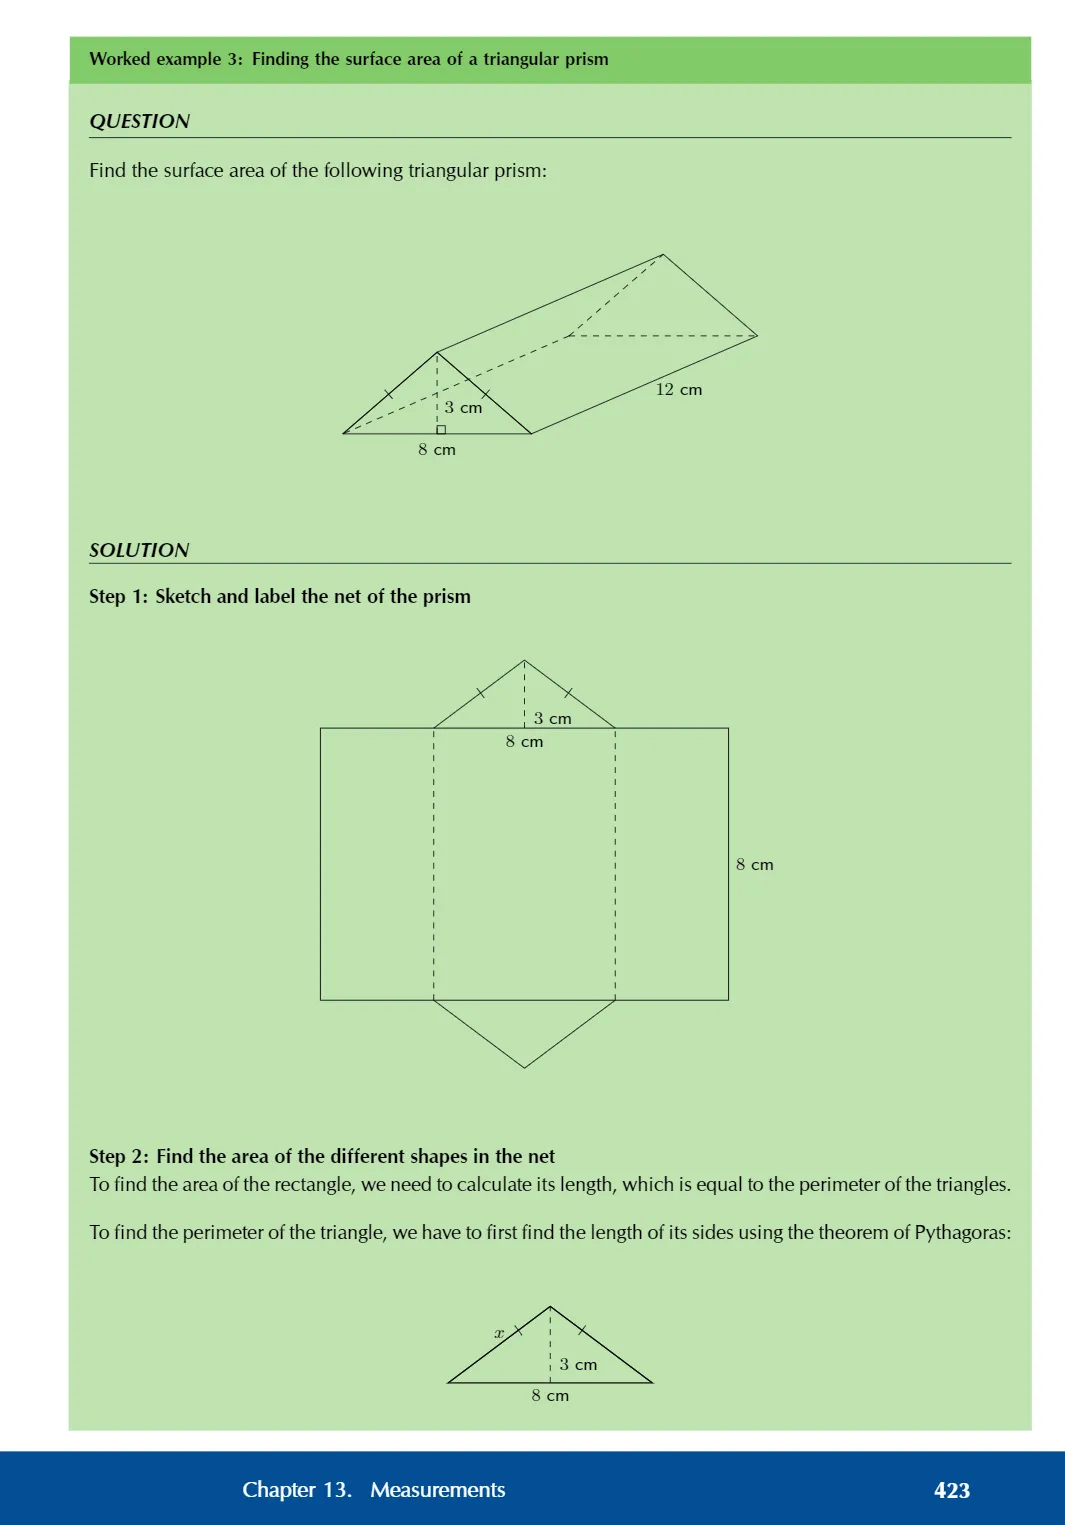 Worked example 3: Finding the surface area of a triangular prism
QUESTION
Find the surface area of the following triangular prism:
12 cm
3 cm
8 cm
SOLUTION
Step 1: Sketch and label the net of the prism
3 cm
8 cm
8 cm
Step 2: Find the area of the different shapes in the net
To find the area of the rectangle, we need to calculate its length, which is equal to the perimeter of the triangles.
To find the perimeter of the triangle, we have to first find the length of its sides using the theorem of Pythagoras:
x
3 cm
8 cm
Chapter 13. Measurements 423